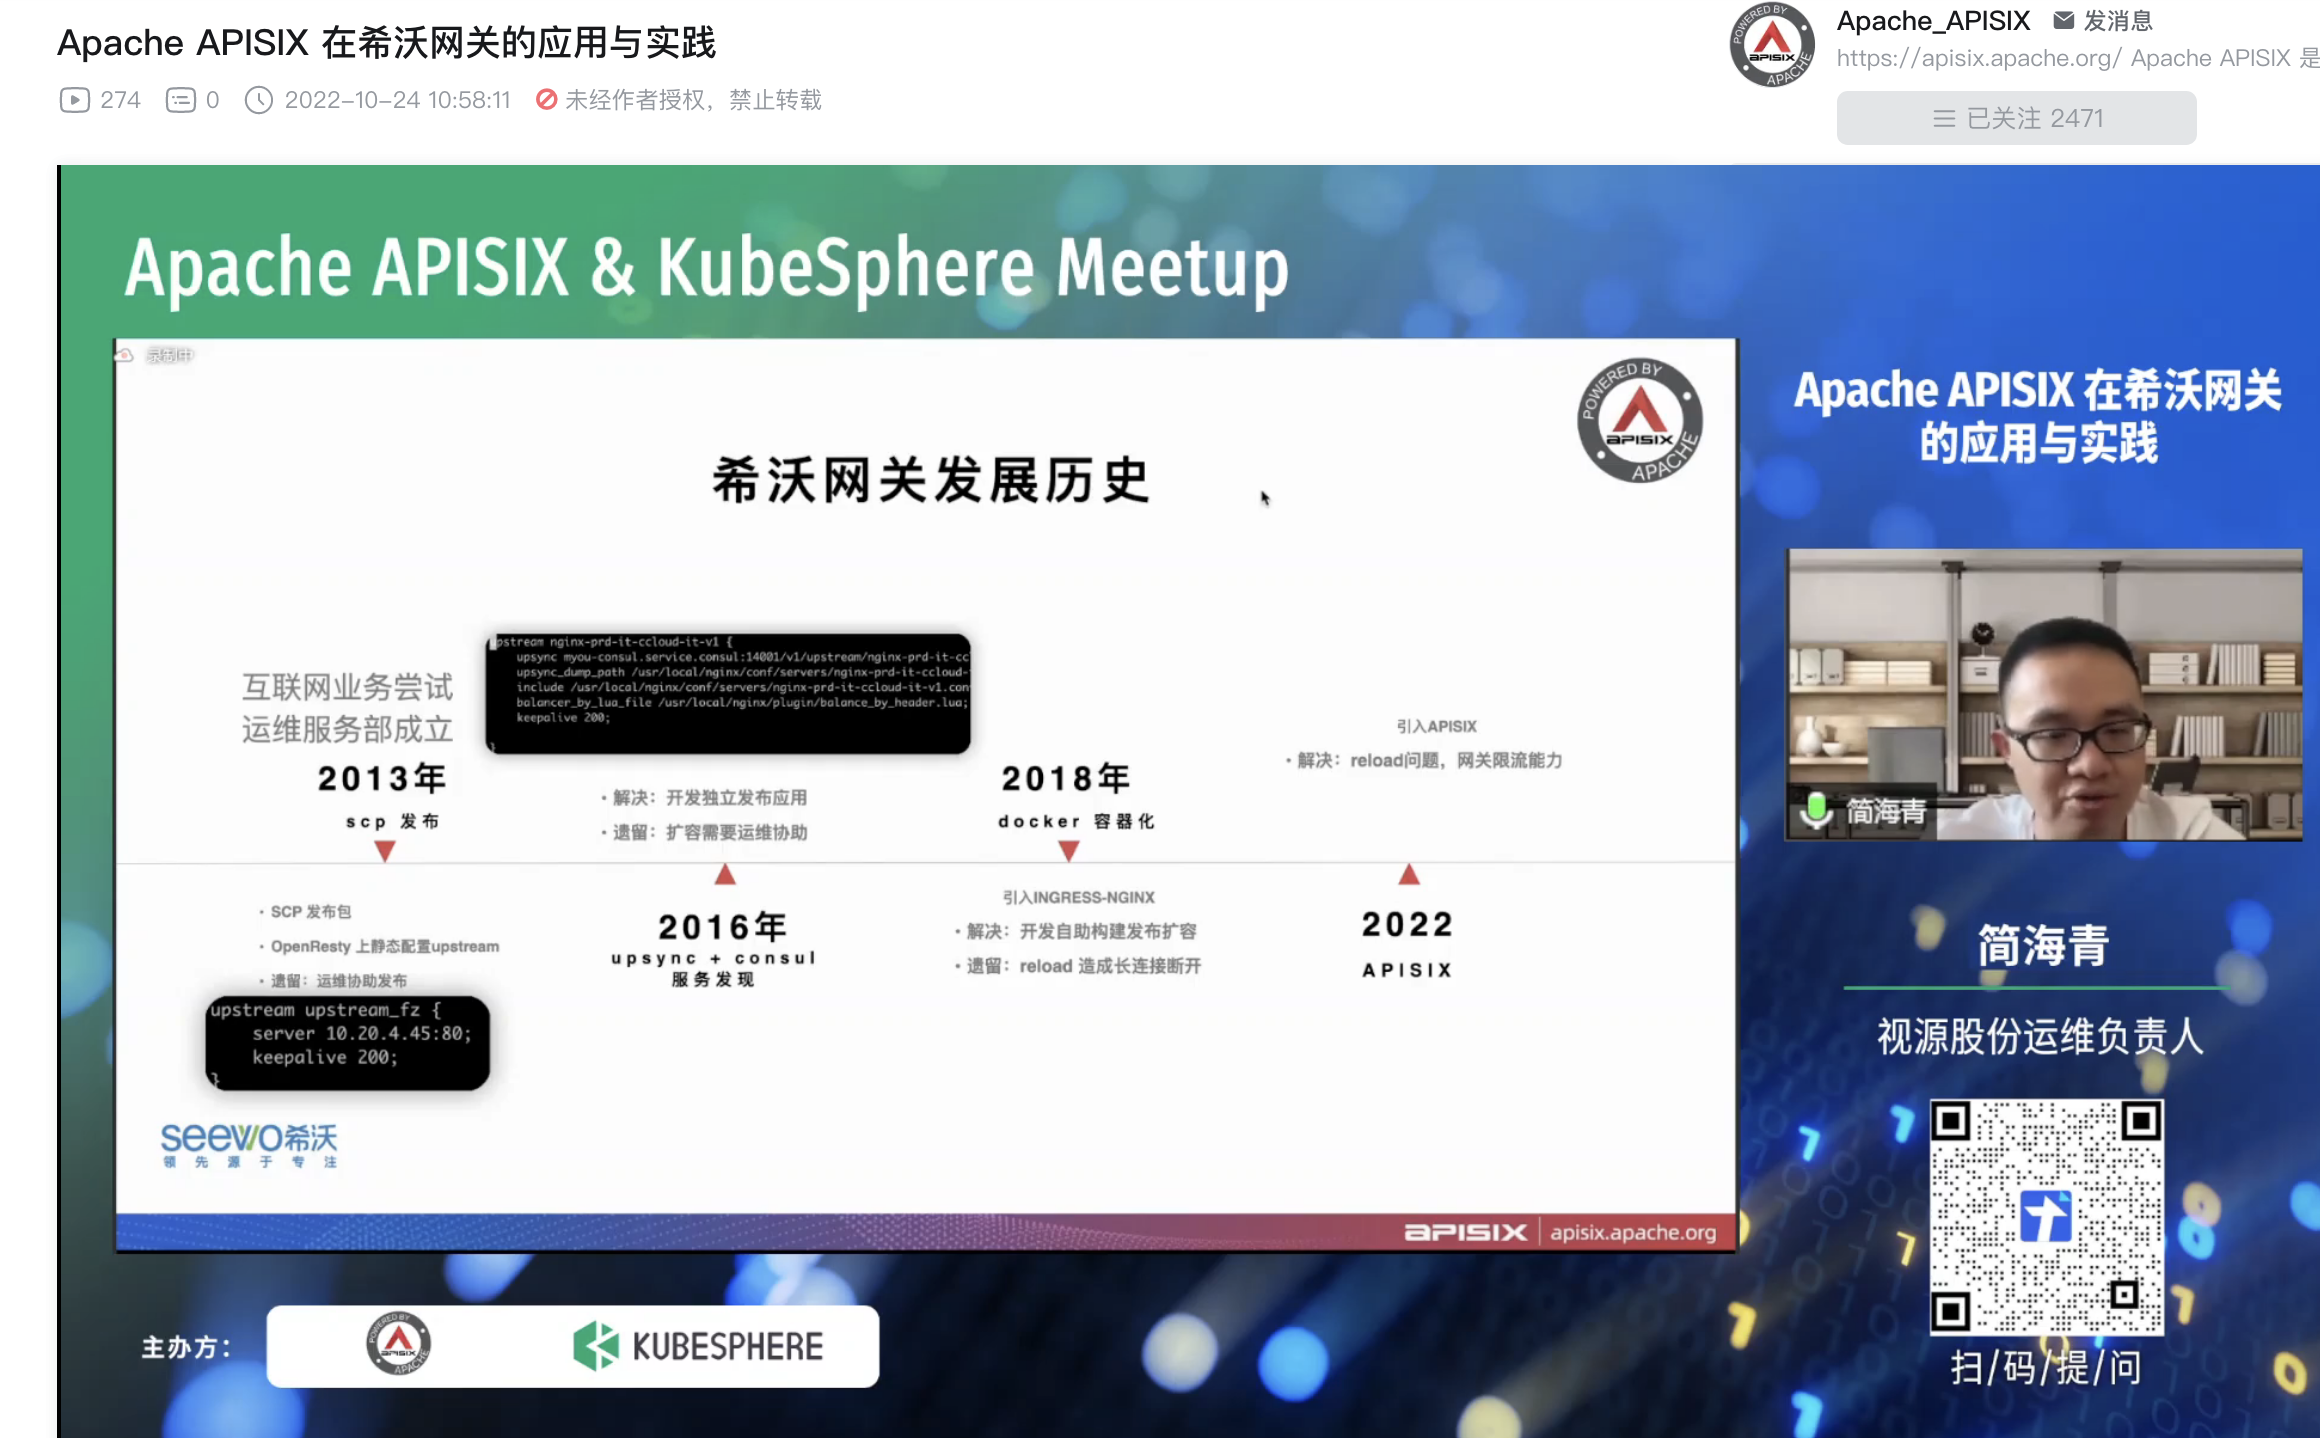 Apache APISIX 在希沃网关的应用与实践
274 0 2022-10-24 10:58:11 未经作者授权，禁止转载
Apache_APISIX 发消息
https://apisix.apache.org/ Apache APISIX 是
已关注 2471
Apache APISIX & KubeSphere Meetup
录制中
POWERED BY
APISIX
APACHE
希沃网关发展历史
互联网业务尝试
运维服务部成立
2013年
scp 发布
· SCP 发布包
· OpenResty 上静态配置upstream
· 遗留：运维协助发布
upstream upstream_fz {
server 10.20.4.45:80;
keepalive 200;
}
pstream nginx-prd-it-ccloud-it-v1 {
upsync myou-consul.service.consul:14001/v1/upstream/nginx-prd-it-cc
upsync_dump_path /usr/local/nginx/conf/servers/nginx-prd-it-ccloud-
include /usr/local/nginx/conf/servers/nginx-prd-it-ccloud-it-v1.con
balancer_by_lua_file /usr/local/nginx/plugin/balance_by_header.lua;
keepalive 200;
}
· 解决：开发独立发布应用
· 遗留：扩容需要运维协助
2016年
upsync + consul
服务发现
2018年
docker 容器化
引入INGRESS-NGINX
· 解决：开发自助构建发布扩容
· 遗留：reload 造成长连接断开
引入APISIX
· 解决：reload问题，网关限流能力
2022
APISIX
seewo希沃
领先源于专注
APISIX | apisix.apache.org
Apache APISIX 在希沃网关
的应用与实践
简海青
简海青
视源股份运维负责人
扫/码/提/问
主办方：
POWERED BY
APISIX
APACHE
KUBESPHERE